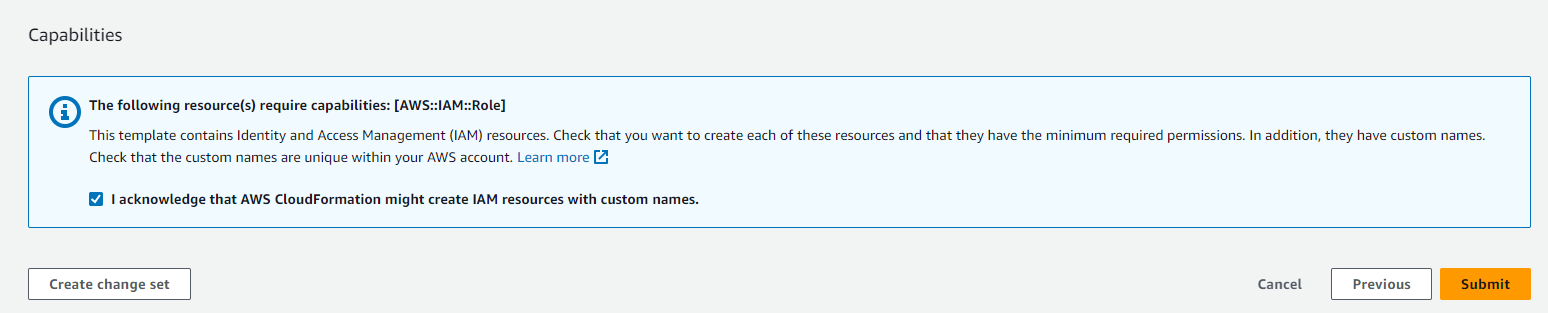 Capabilities
The following resource(s) require capabilities: [AWS::IAM::Role]
This template contains Identity and Access Management (IAM) resources. Check that you want to create each of these resources and that they have the minimum required permissions. In addition, they have custom names.
Check that the custom names are unique within your AWS account. Learn more
I acknowledge that AWS CloudFormation might create IAM resources with custom names.
Create change set Cancel Previous Submit